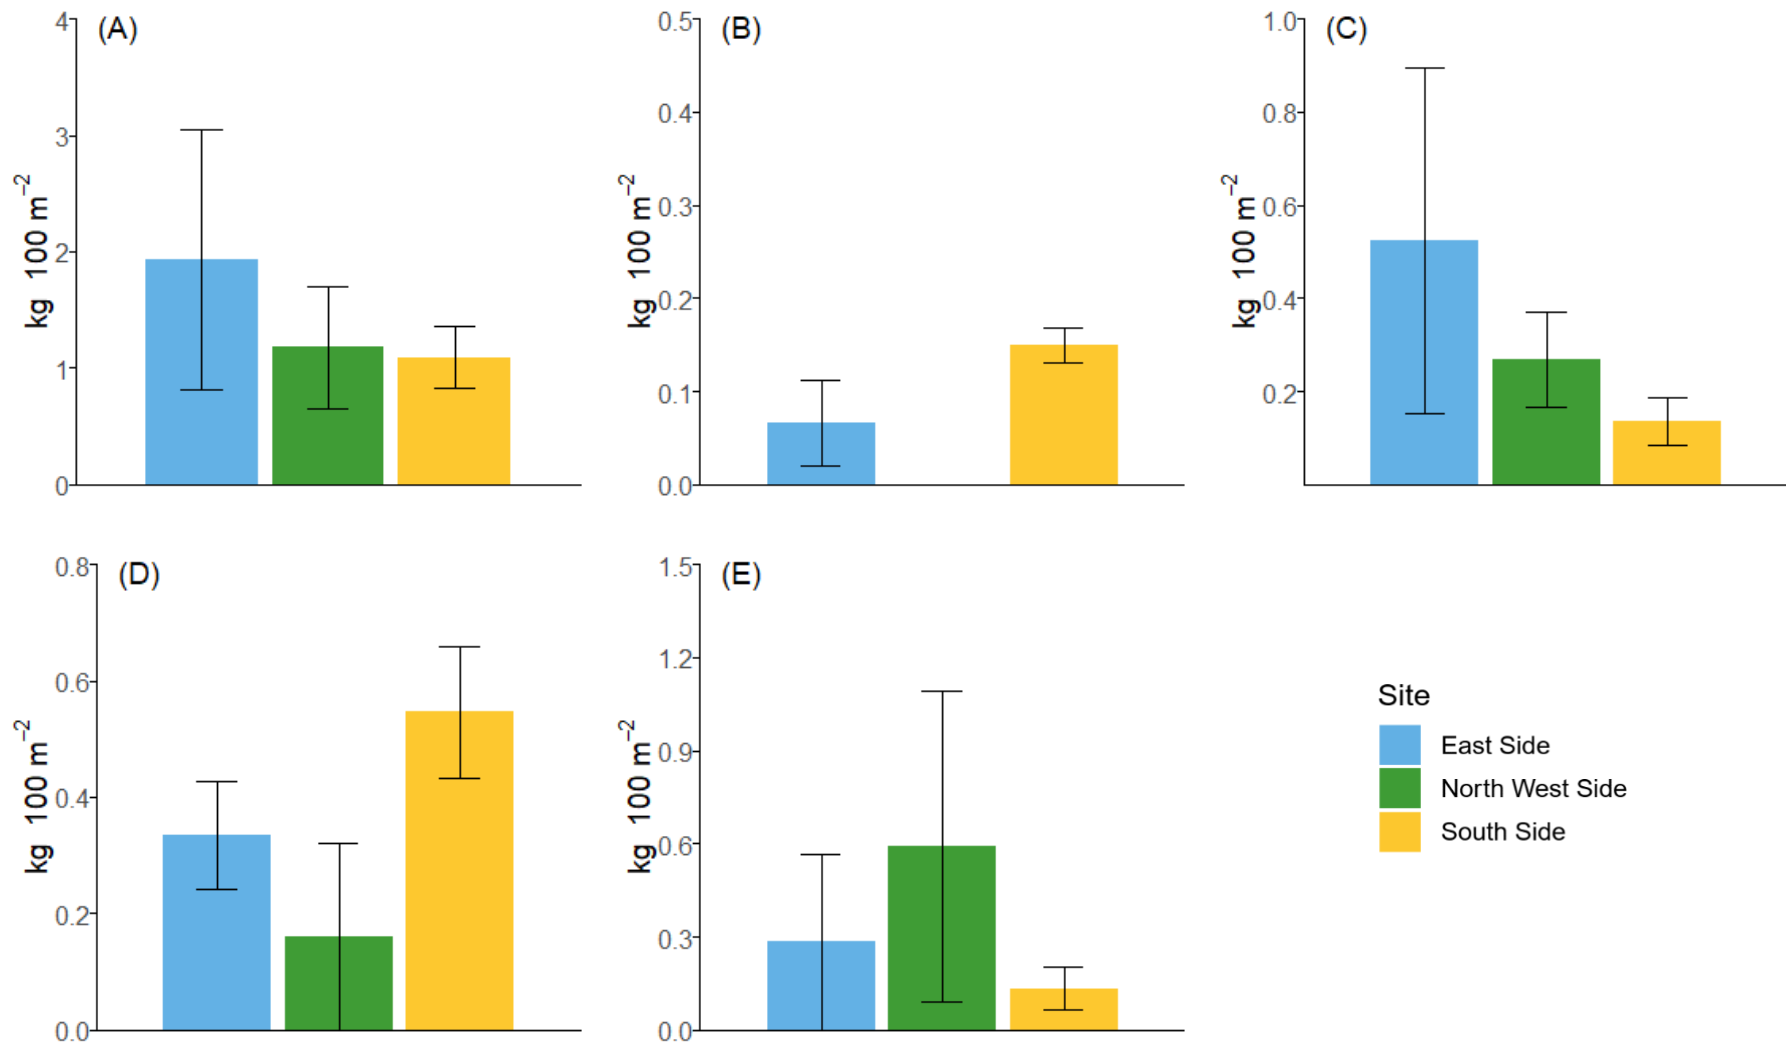 (A)
4
3
2
1
0
kg 100 m⁻²
(B)
0.5
0.4
0.3
0.2
0.1
0.0
kg 100 m⁻²
(C)
1.0
0.8
0.6
0.4
0.2
kg 100 m⁻²
(D)
0.8
0.6
0.4
0.2
0.0
kg 100 m⁻²
(E)
1.5
1.2
0.9
0.6
0.3
0.0
kg 100 m⁻²
Site
East Side
North West Side
South Side